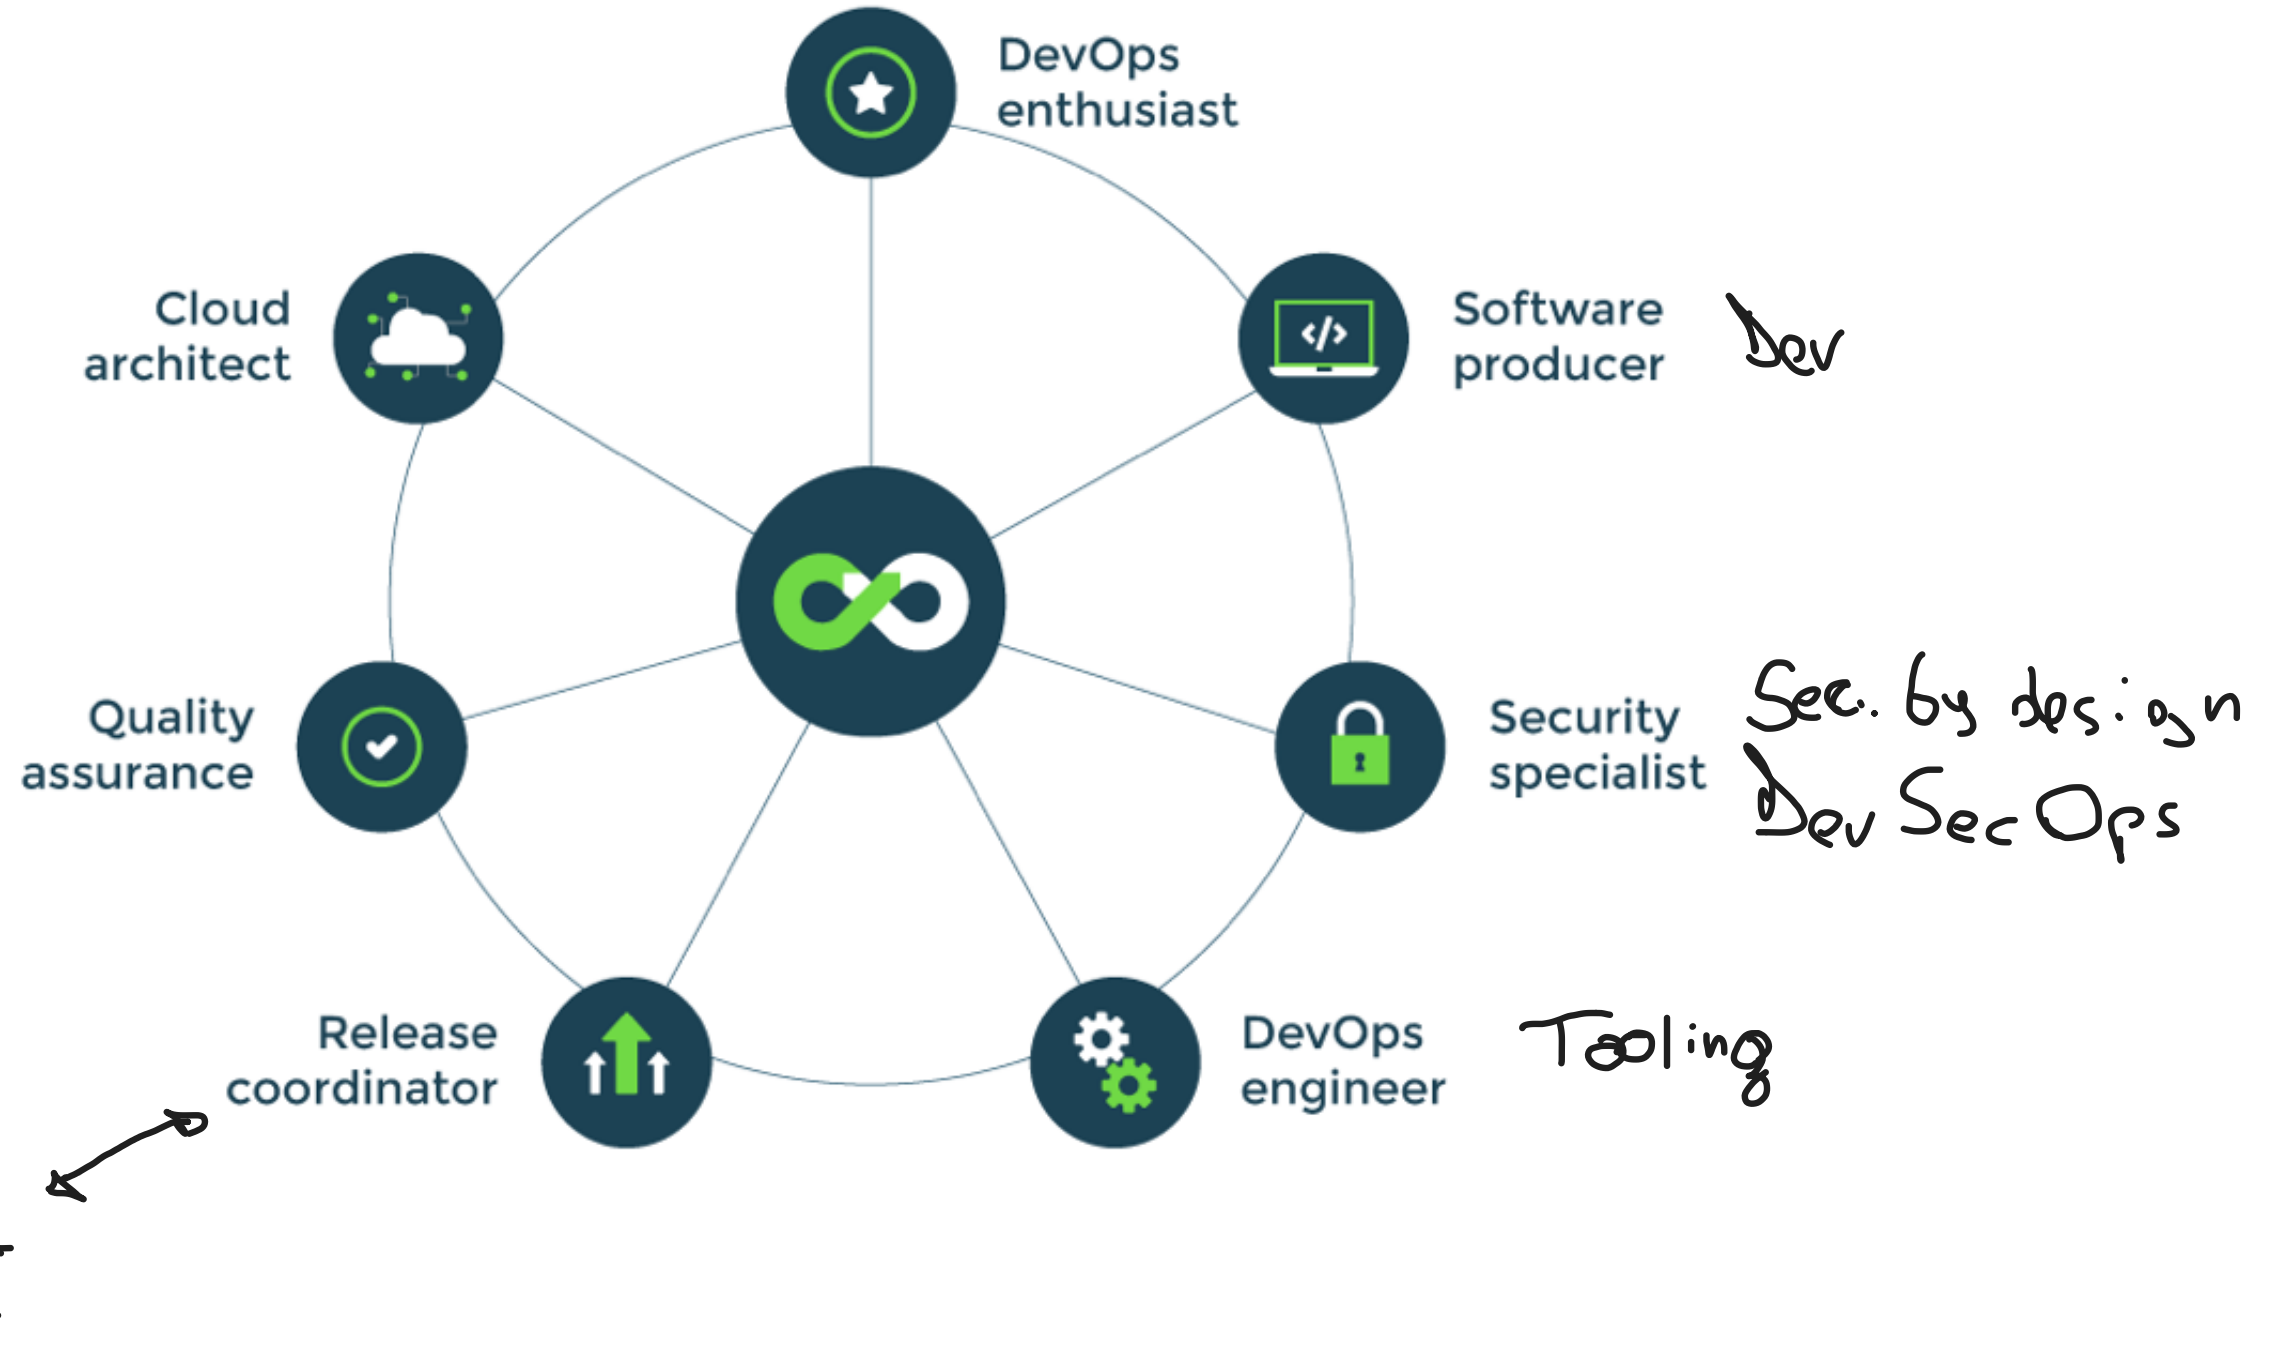 DevOps
enthusiast
Cloud
architect
Software
producer
Dev
Quality
assurance
Security
specialist
Sec. by design
DevSecOps
Release
coordinator
DevOps
engineer
Tooling